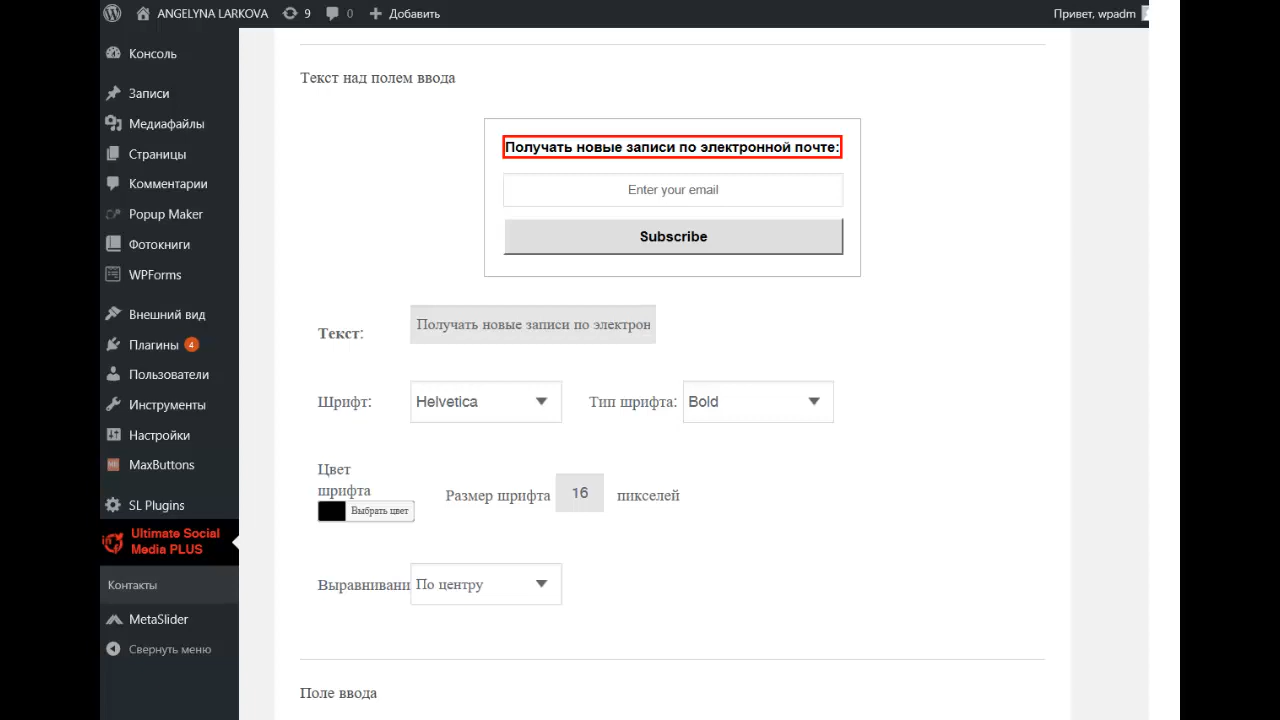 ANGELYNA LARKOVA 9 0 Добавить Привет, wpadm
Консоль
Записи
Медиафайлы
Страницы
Комментарии
Popup Maker
Фотокниги
WPForms
Внешний вид
Плагины 4
Пользователи
Инструменты
Настройки
MaxButtons
SL Plugins
Ultimate Social
Media PLUS
Контакты
MetaSlider
Свернуть меню
Текст над полем ввода
Получать новые записи по электронной почте:
Enter your email
Subscribe
Текст: Получать новые записи по электрон
Шрифт: Helvetica Тип шрифта: Bold
Цвет
шрифта
Выбрать цвет
Размер шрифта 16 пикселей
Выравнивани По центру
Поле ввода